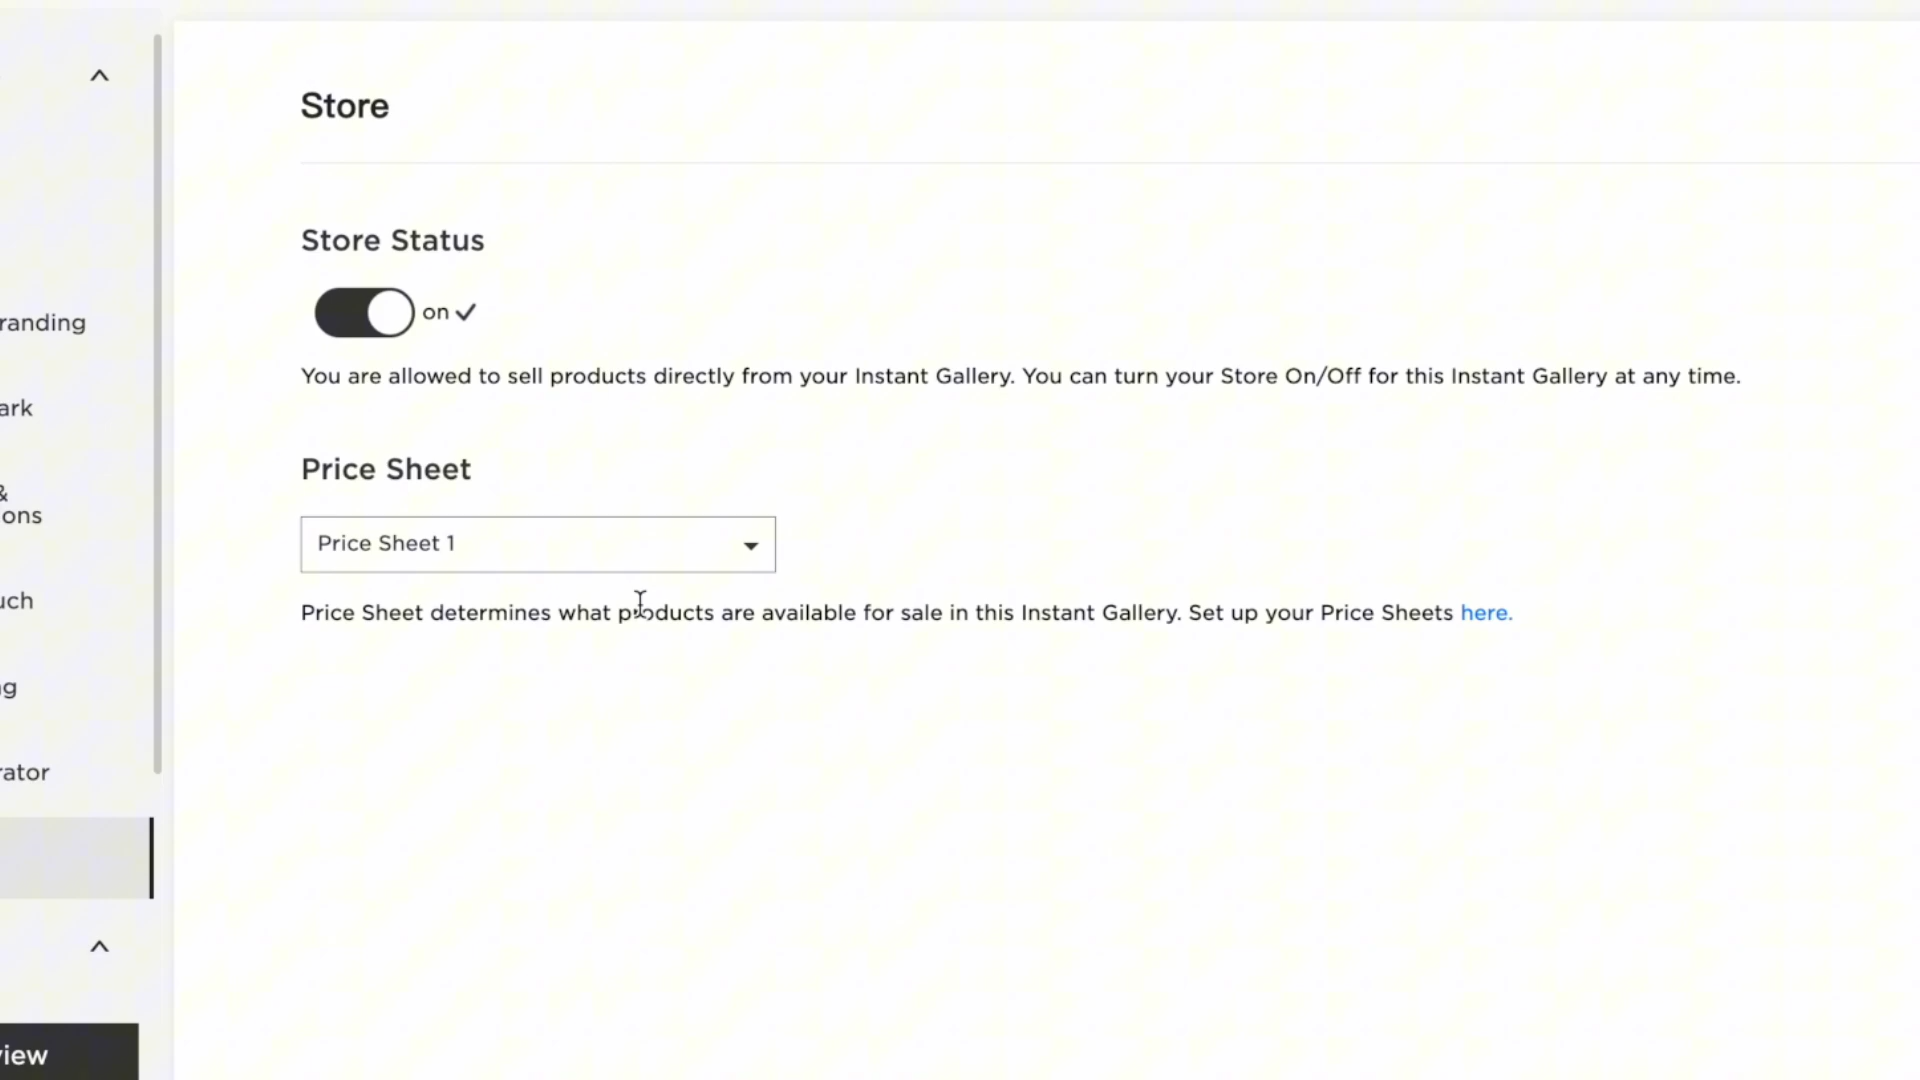 Store
Store Status
on
You are allowed to sell products directly from your Instant Gallery. You can turn your Store On/Off for this Instant Gallery at any time.
Price Sheet
Price Sheet 1
Price Sheet determines what products are available for sale in this Instant Gallery. Set up your Price Sheets here.
randing
ark
&
ons
uch
g
rator
view